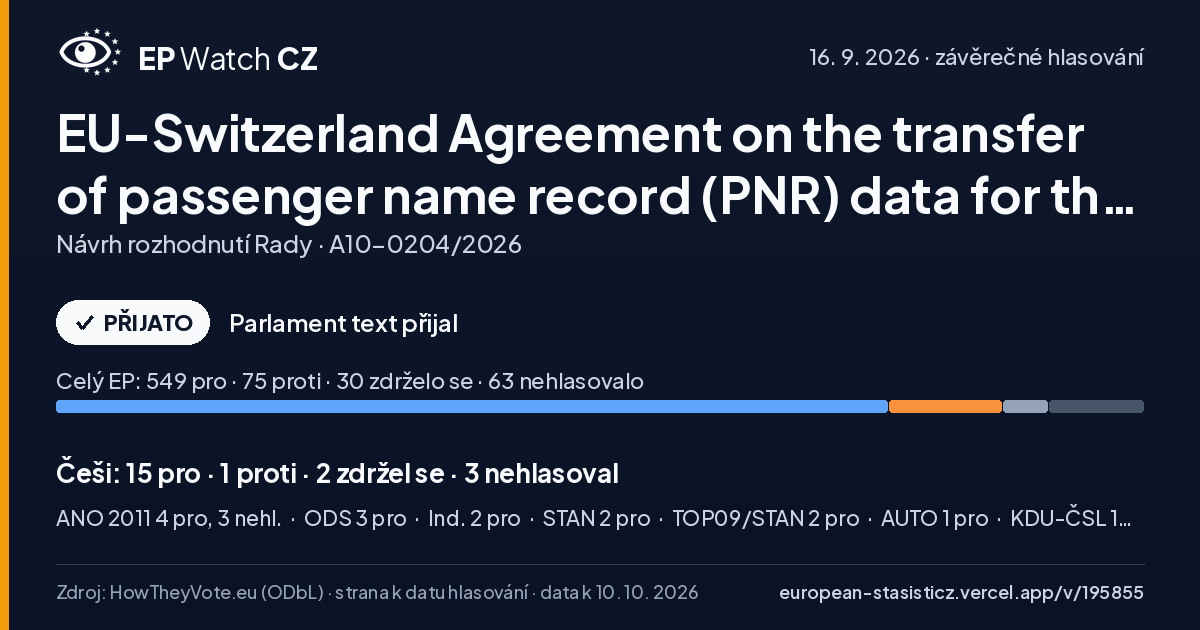 EP Watch CZ
16. 9. 2026 · závěrečné hlasování
EU-Switzerland Agreement on the transfer
of passenger name record (PNR) data for th…
Návrh rozhodnutí Rady · A10-0204/2026
✓ PŘIJATO
Parlament text přijal
Celý EP: 549 pro · 75 proti · 30 zdrželo se · 63 nehlasovalo
Češi: 15 pro · 1 proti · 2 zdržel se · 3 nehlasoval
ANO 2011 4 pro, 3 nehl. · ODS 3 pro · Ind. 2 pro · STAN 2 pro · TOP09/STAN 2 pro · AUTO 1 pro · KDU-ČSL 1…
Zdroj: HowTheyVote.eu (ODbL) · strana k datu hlasování · data k 10. 10. 2026
european-stasisticz.vercel.app/v/195855